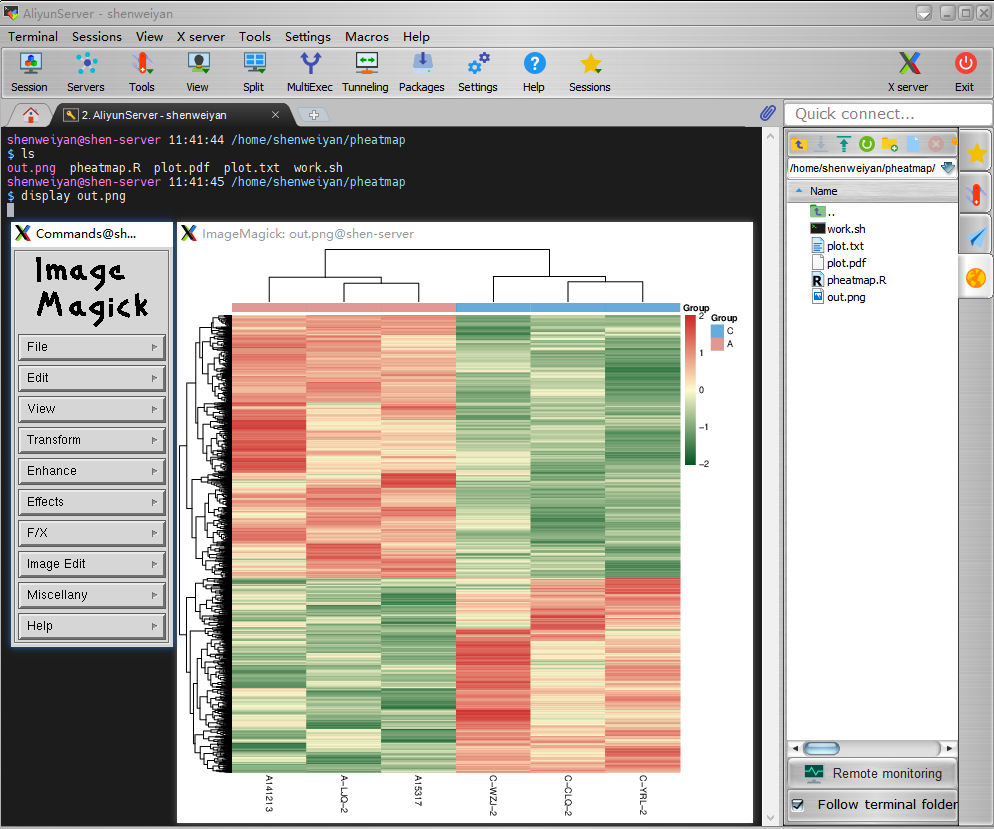 AliyunServer - shenweiyan
Terminal Sessions View X server Tools Settings Macros Help
Session Servers Tools View Split MultiExec Tunneling Packages Settings Help Sessions X server Exit
2. AliyunServer - shenweiyan
Quick connect...
shenweiyan@shen-server 11:41:44 /home/shenweiyan/pheatmap
$ ls
out.png pheatmap.R plot.pdf plot.txt work.sh
shenweiyan@shen-server 11:41:45 /home/shenweiyan/pheatmap
$ display out.png
Commands@sh...
Image
Magick
File
Edit
View
Transform
Enhance
Effects
F/X
Image Edit
Miscellany
Help
ImageMagick: out.png@shen-server
Group
2
1
0
-1
-2
Group
C
A
A141213
A-LJQ-2
A15317
C-WZJ-2
C-CLQ-2
C-YRL-2
/home/shenweiyan/pheatmap/
Name
..
work.sh
plot.txt
plot.pdf
pheatmap.R
out.png
Remote monitoring
Follow terminal folder